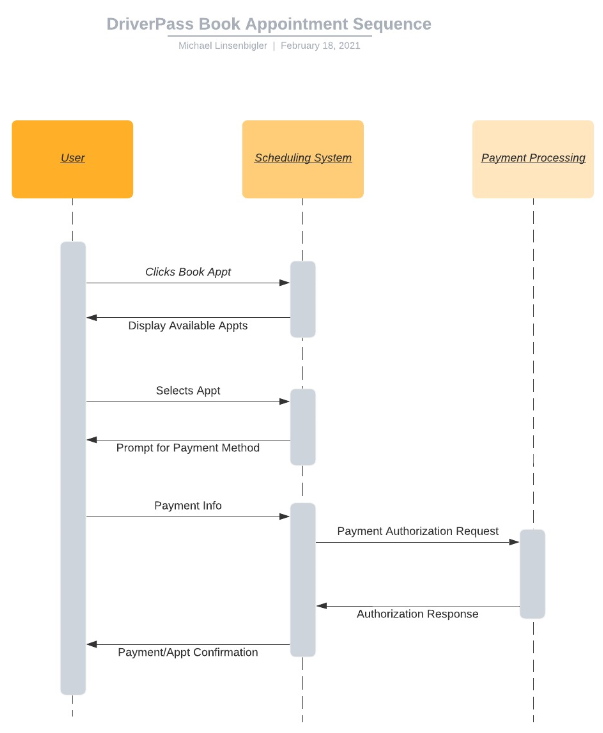 DriverPass Book Appointment Sequence
Michael Linsenbigler | February 18, 2021
User
Scheduling System
Payment Processing
Clicks Book Appt
Display Available Appts
Selects Appt
Prompt for Payment Method
Payment Info
Payment Authorization Request
Authorization Response
Payment/Appt Confirmation